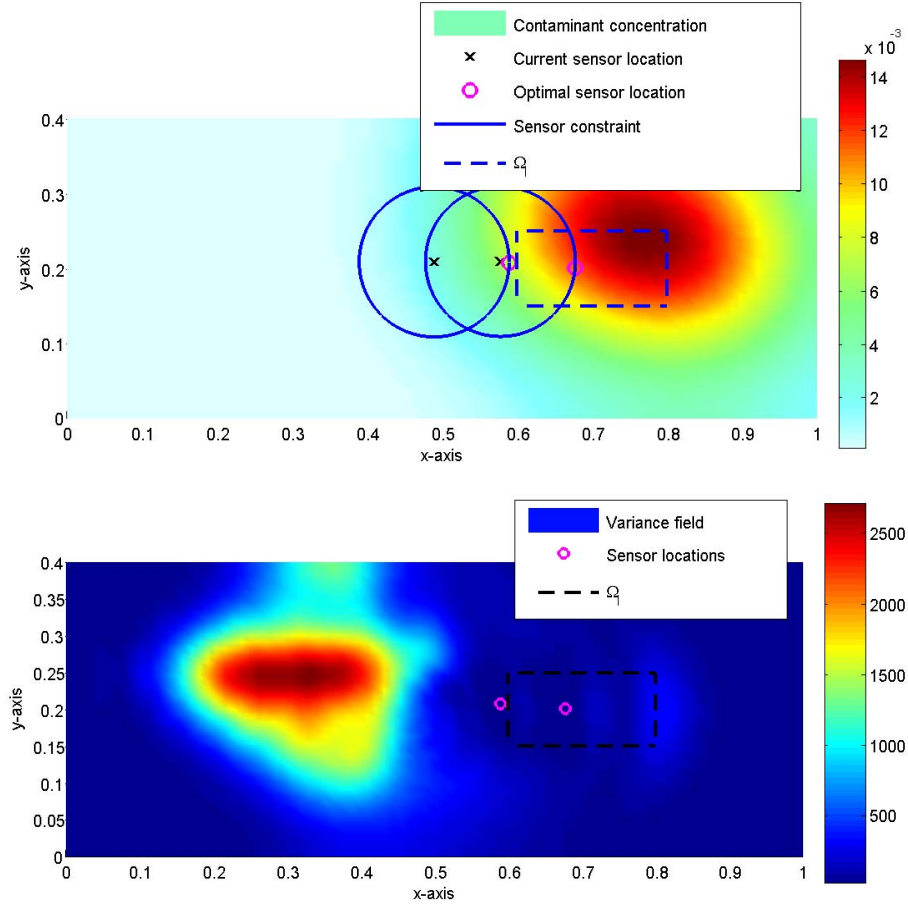 Contaminant concentration
Current sensor location
Optimal sensor location
Sensor constraint
Ω_l
x 10^-3
14
12
10
8
6
4
2
0.4
0.3
0.2
0.1
0
y-axis
0 0.1 0.2 0.3 0.4 0.5 0.6 0.7 0.8 0.9 1
x-axis
Variance field
Sensor locations
Ω_l
2500
2000
1500
1000
500
0.4
0.35
0.3
0.25
0.2
0.15
0.1
0.05
0
y-axis
0 0.1 0.2 0.3 0.4 0.5 0.6 0.7 0.8 0.9 1
x-axis